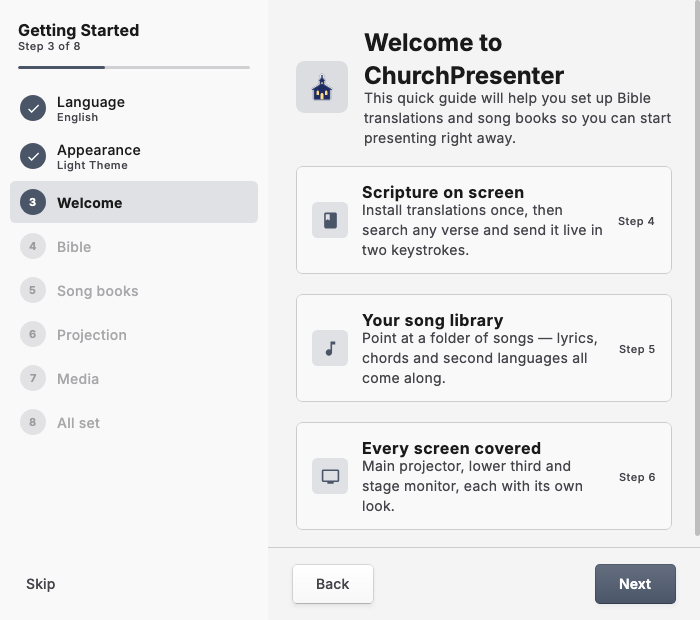 Getting Started
Step 3 of 8
Language
English
Appearance
Light Theme
3 Welcome
4 Bible
5 Song books
6 Projection
7 Media
8 All set
Skip
Welcome to
ChurchPresenter
This quick guide will help you set up Bible
translations and song books so you can start
presenting right away.
Scripture on screen
Install translations once, then
search any verse and send it live in
two keystrokes.
Step 4
Your song library
Point at a folder of songs — lyrics,
chords and second languages all
come along.
Step 5
Every screen covered
Main projector, lower third and
stage monitor, each with its own
look.
Step 6
Back
Next